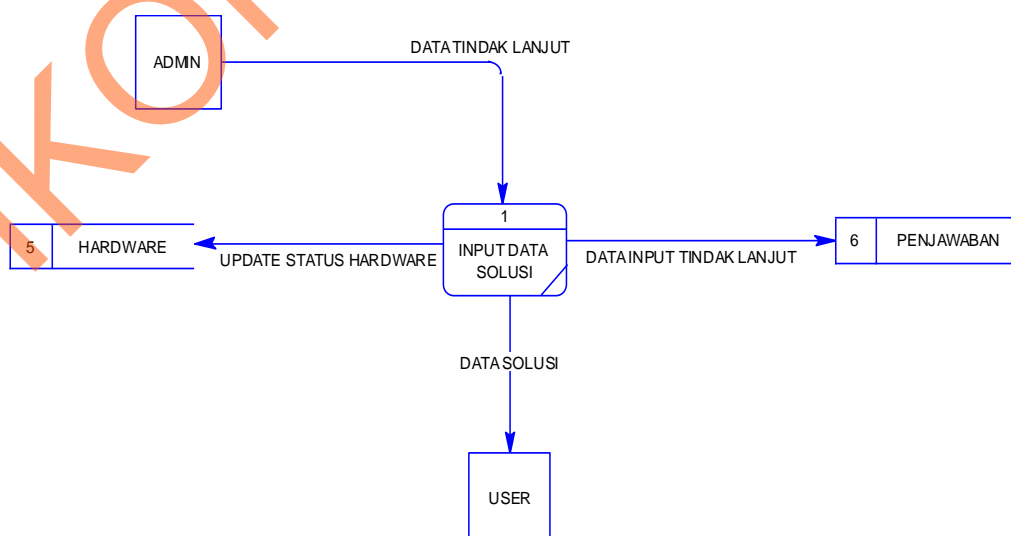 DATA TINDAK LANJUT
ADMIN
1
5 HARDWARE
UPDATE STATUS HARDWARE
INPUT DATA
SOLUSI
DATA INPUT TINDAK LANJUT
6 PENJAWABAN
DATA SOLUSI
USER